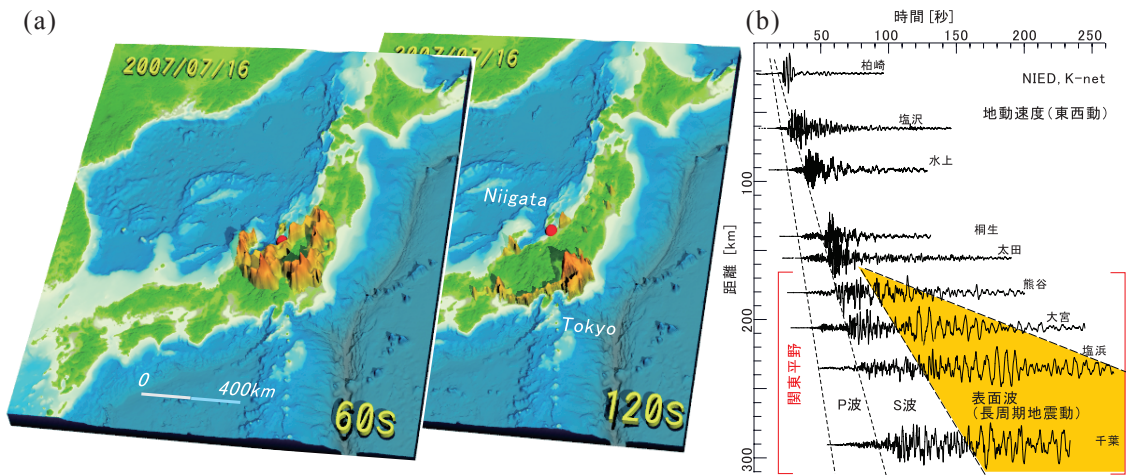 (a)
2007/07/16
2007/07/16
Niigata
Tokyo
0 400km
60s
120s
(b)
時間 [秒]
50 100 150 200 250
柏崎
NIED, K-net
塩沢
地動速度(東西動)
水上
100
桐生
太田
距離 [km]
熊谷
大宮
200
塩浜
関東平野
P波
S波
表面波
(長周期地震動)
千葉
300